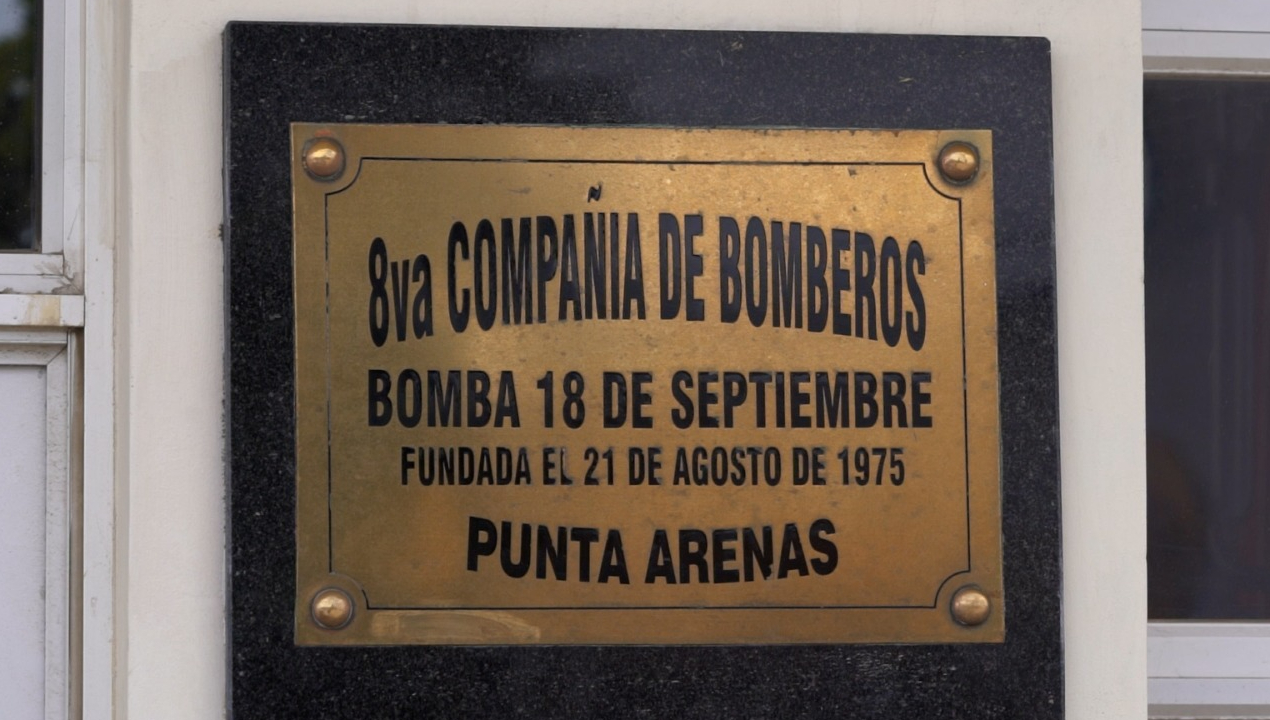 8va COMPAÑIA DE BOMBEROS
BOMBA 18 DE SEPTIEMBRE
FUNDADA EL 21 DE AGOSTO DE 1975
PUNTA ARENAS